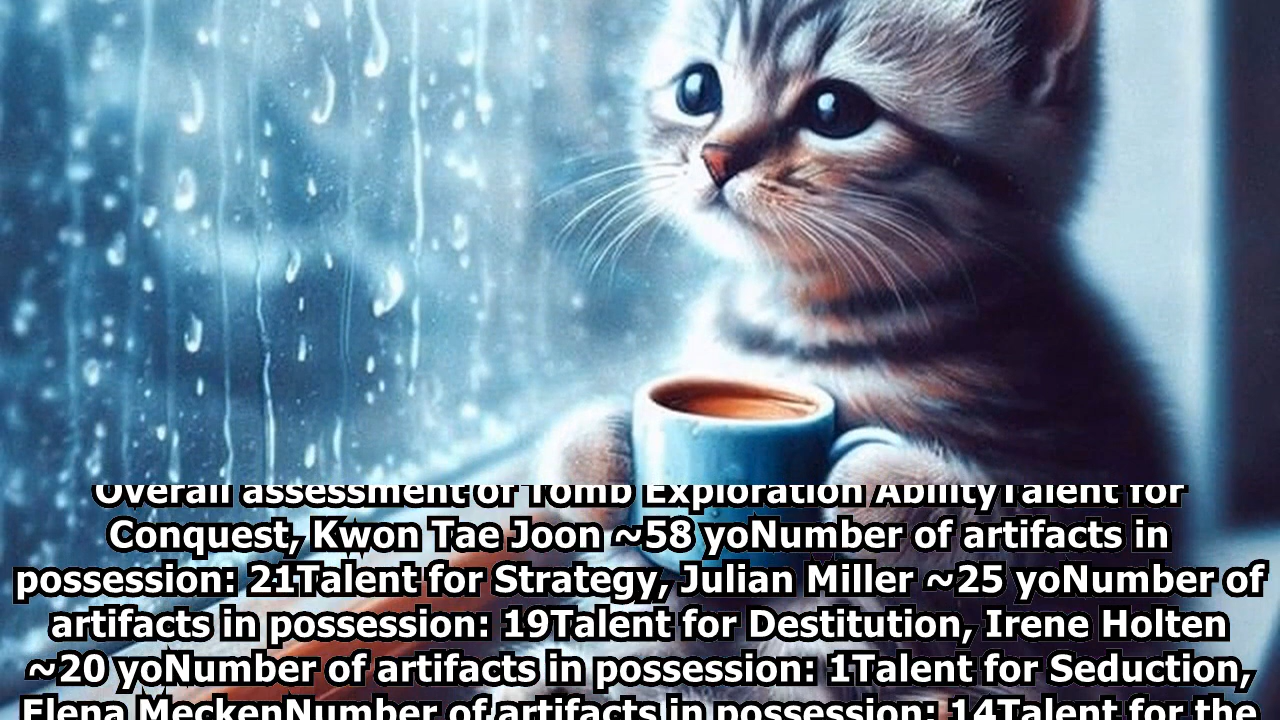 Overall assessment of Tomb Exploration AbilityTalent for
Conquest, Kwon Tae Joon ~58 yoNumber of artifacts in
possession: 21Talent for Strategy, Julian Miller ~25 yoNumber of
artifacts in possession: 19Talent for Destitution, Irene Holten
~20 yoNumber of artifacts in possession: 1Talent for Seduction,
Elena MeckenNumber of artifacts in possession: 14Talent for the